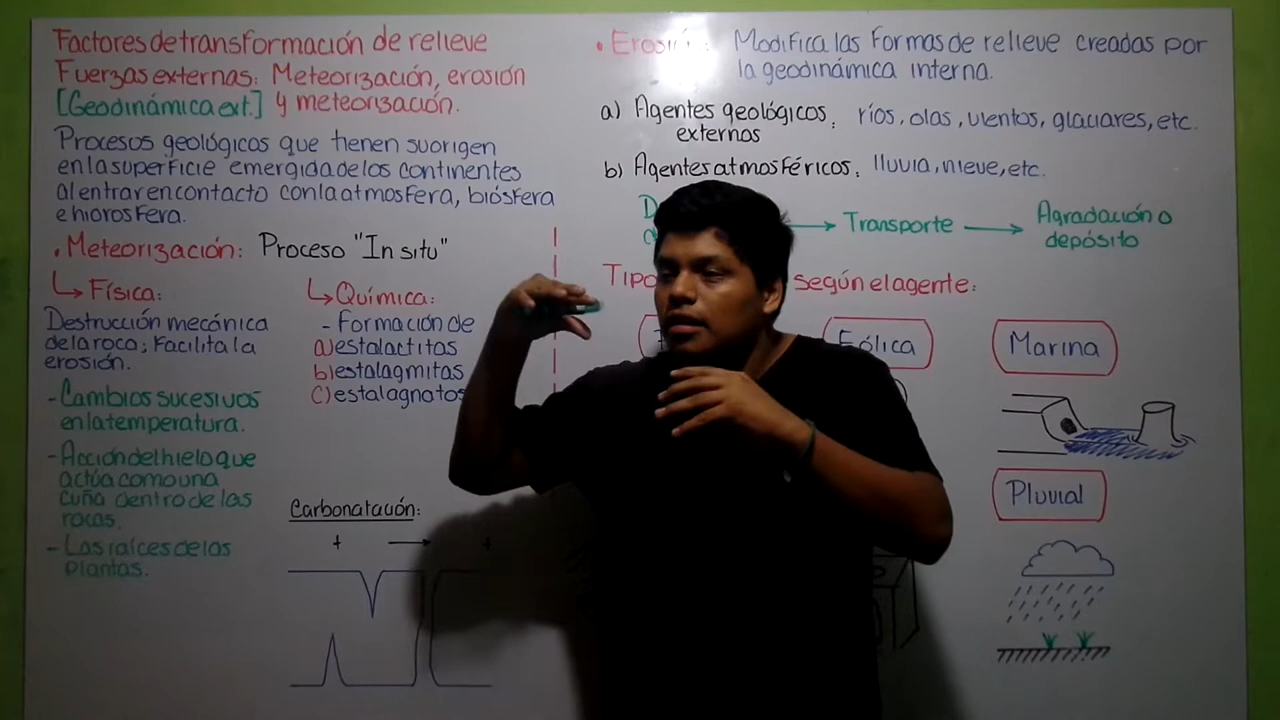 Factores de transformación de relieve
Fuerzas externas: Meteorización, erosión
[Geodinámica ext.] y meteorización.
Procesos geológicos que tienen su origen
en la superficie emergida de los continentes
al entrar en contacto con la atmosfera, biósfera
e hidrosfera.
• Meteorización: Proceso "In situ"
Física:
Destrucción mecánica
de la roca; Facilita la
erosión.
- Cambios sucesivos
en la temperatura.
- Acción del hielo que
actúa como una
cuña dentro de las
rocas.
- Las raíces de las
plantas.
Química:
- Formación de
a) estalactitas
b) estalagmitas
c) estalagnatos
Carbonatación:
+ +
• Erosión: Modifica las formas de relieve creadas por
la geodinámica interna.
a) Agentes geológicos
externos : ríos, olas, vientos, glaciares, etc.
b) Agentes atmosféricos: lluvia, nieve, etc.
Transporte
Agradación o
depósito
Tipo según el agente:
Eólica
Marina
Pluvial